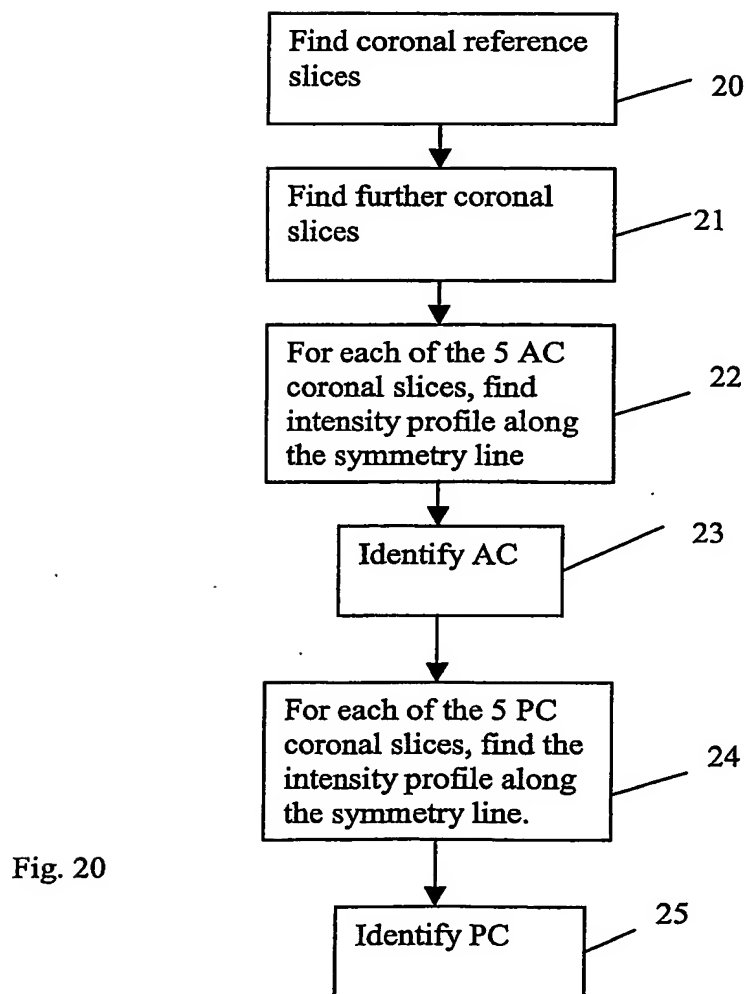 Find coronal reference
slices
20
Find further coronal
slices
21
For each of the 5 AC
coronal slices, find
intensity profile along
the symmetry line
22
Identify AC
23
For each of the 5 PC
coronal slices, find the
intensity profile along
the symmetry line.
24
Fig. 20
Identify PC
25